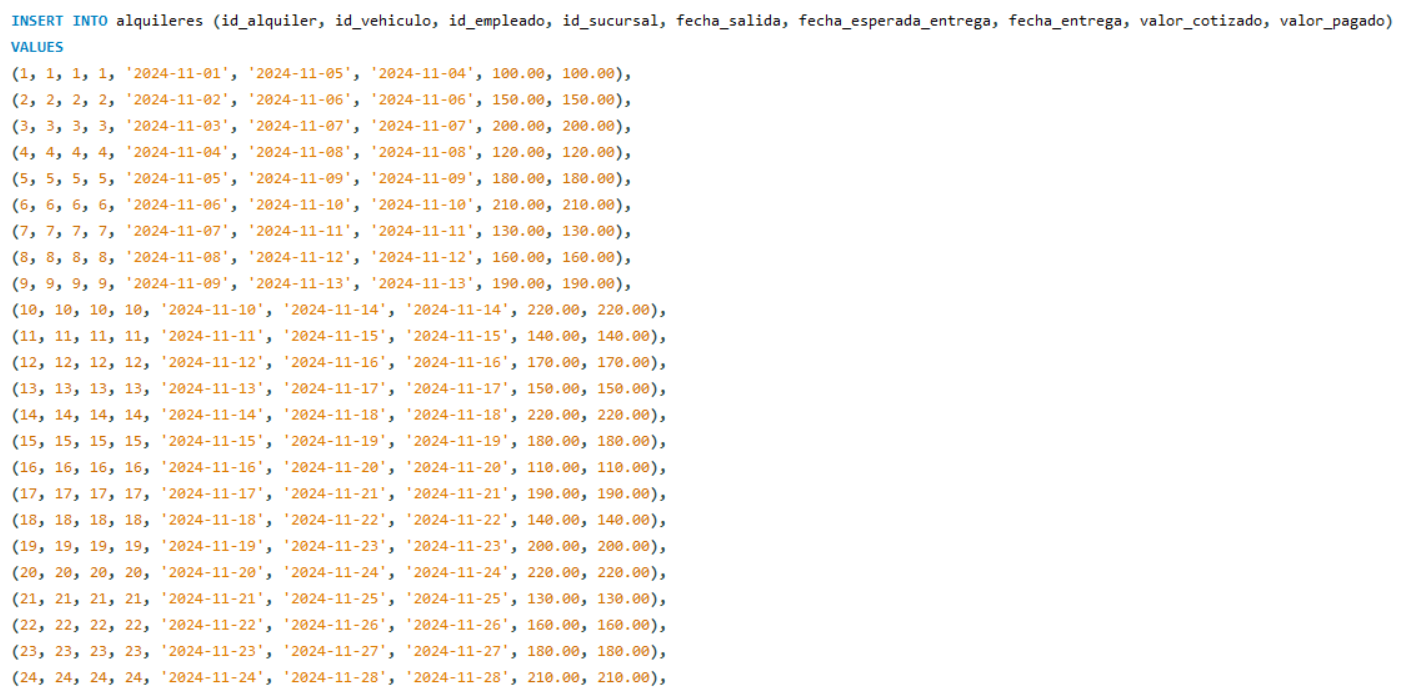 INSERT INTO alquileres (id_alquiler, id_vehiculo, id_empleado, id_sucursal, fecha_salida, fecha_esperada_entrega, fecha_entrega, valor_cotizado, valor_pagado)
VALUES
(1, 1, 1, 1, '2024-11-01', '2024-11-05', '2024-11-04', 100.00, 100.00),
(2, 2, 2, 2, '2024-11-02', '2024-11-06', '2024-11-06', 150.00, 150.00),
(3, 3, 3, 3, '2024-11-03', '2024-11-07', '2024-11-07', 200.00, 200.00),
(4, 4, 4, 4, '2024-11-04', '2024-11-08', '2024-11-08', 120.00, 120.00),
(5, 5, 5, 5, '2024-11-05', '2024-11-09', '2024-11-09', 180.00, 180.00),
(6, 6, 6, 6, '2024-11-06', '2024-11-10', '2024-11-10', 210.00, 210.00),
(7, 7, 7, 7, '2024-11-07', '2024-11-11', '2024-11-11', 130.00, 130.00),
(8, 8, 8, 8, '2024-11-08', '2024-11-12', '2024-11-12', 160.00, 160.00),
(9, 9, 9, 9, '2024-11-09', '2024-11-13', '2024-11-13', 190.00, 190.00),
(10, 10, 10, 10, '2024-11-10', '2024-11-14', '2024-11-14', 220.00, 220.00),
(11, 11, 11, 11, '2024-11-11', '2024-11-15', '2024-11-15', 140.00, 140.00),
(12, 12, 12, 12, '2024-11-12', '2024-11-16', '2024-11-16', 170.00, 170.00),
(13, 13, 13, 13, '2024-11-13', '2024-11-17', '2024-11-17', 150.00, 150.00),
(14, 14, 14, 14, '2024-11-14', '2024-11-18', '2024-11-18', 220.00, 220.00),
(15, 15, 15, 15, '2024-11-15', '2024-11-19', '2024-11-19', 180.00, 180.00),
(16, 16, 16, 16, '2024-11-16', '2024-11-20', '2024-11-20', 110.00, 110.00),
(17, 17, 17, 17, '2024-11-17', '2024-11-21', '2024-11-21', 190.00, 190.00),
(18, 18, 18, 18, '2024-11-18', '2024-11-22', '2024-11-22', 140.00, 140.00),
(19, 19, 19, 19, '2024-11-19', '2024-11-23', '2024-11-23', 200.00, 200.00),
(20, 20, 20, 20, '2024-11-20', '2024-11-24', '2024-11-24', 220.00, 220.00),
(21, 21, 21, 21, '2024-11-21', '2024-11-25', '2024-11-25', 130.00, 130.00),
(22, 22, 22, 22, '2024-11-22', '2024-11-26', '2024-11-26', 160.00, 160.00),
(23, 23, 23, 23, '2024-11-23', '2024-11-27', '2024-11-27', 180.00, 180.00),
(24, 24, 24, 24, '2024-11-24', '2024-11-28', '2024-11-28', 210.00, 210.00),